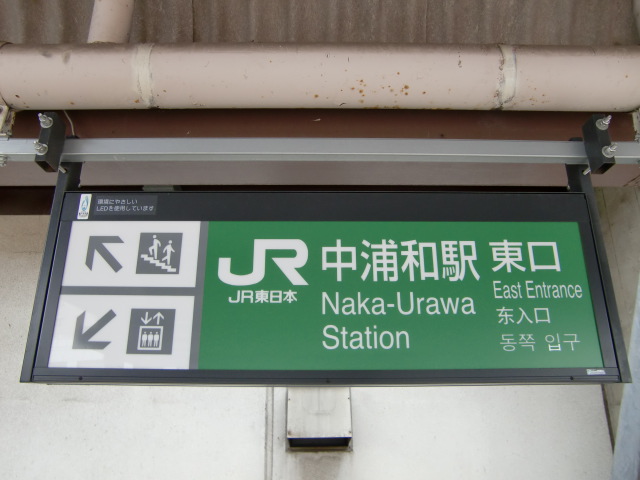 環境にやさしい
LEDを使用しています
JR
JR東日本
中浦和駅 東口
Naka-Urawa
Station
East Entrance
东入口
동쪽 입구